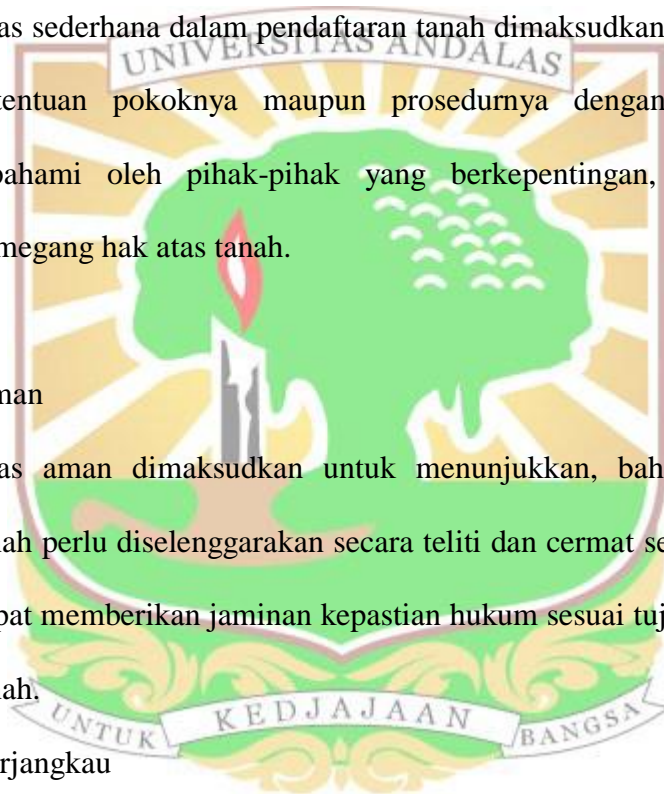 as sederhana dalam pendaftaran tanah dimaksudkan
UNIVERSITAS ANDALAS
tentuan pokoknya maupun prosedurnya dengan
pahami oleh pihak-pihak yang berkepentingan,
megang hak atas tanah.
man
as aman dimaksudkan untuk menunjukkan, bah
ah perlu diselenggarakan secara teliti dan cermat se
pat memberikan jaminan kepastian hukum sesuai tuj
ah.
UNTUK KEDJAJAAN BANGSA
rjangkau